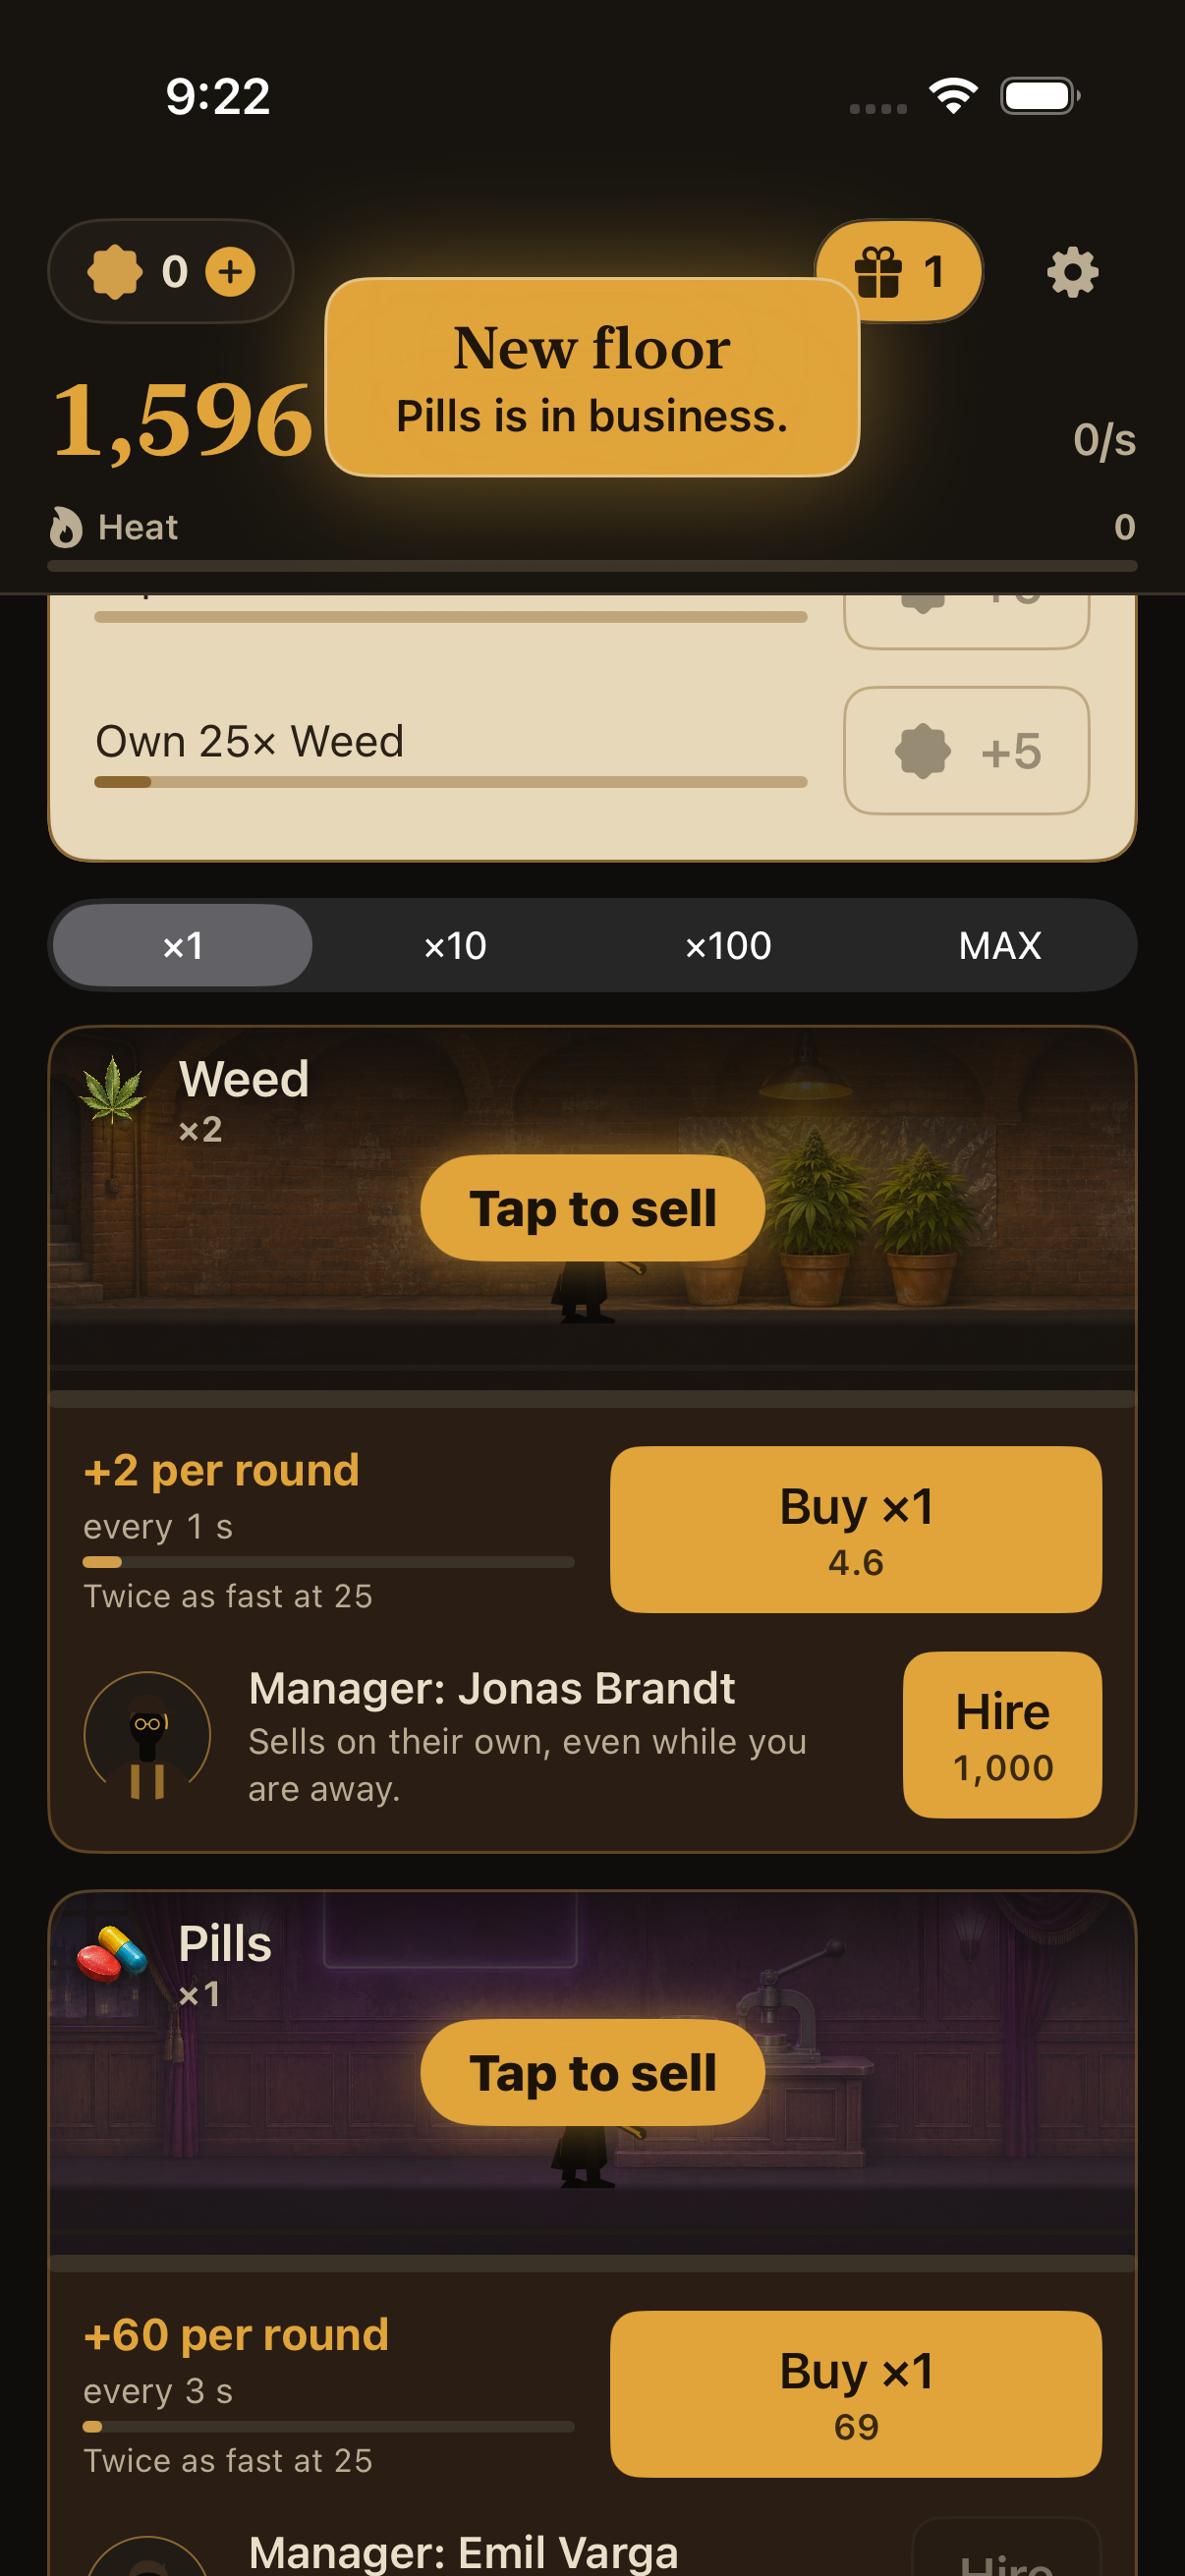 9:22
0
1
New floor
Pills is in business.
1,596
0/s
Heat
0
Own 25× Weed
+5
×1
×10
×100
MAX
Weed
×2
Tap to sell
+2 per round
every 1 s
Twice as fast at 25
Buy ×1
4.6
Manager: Jonas Brandt
Sells on their own, even while you
are away.
Hire
1,000
Pills
×1
Tap to sell
+60 per round
every 3 s
Twice as fast at 25
Buy ×1
69
Manager: Emil Varga
Hire